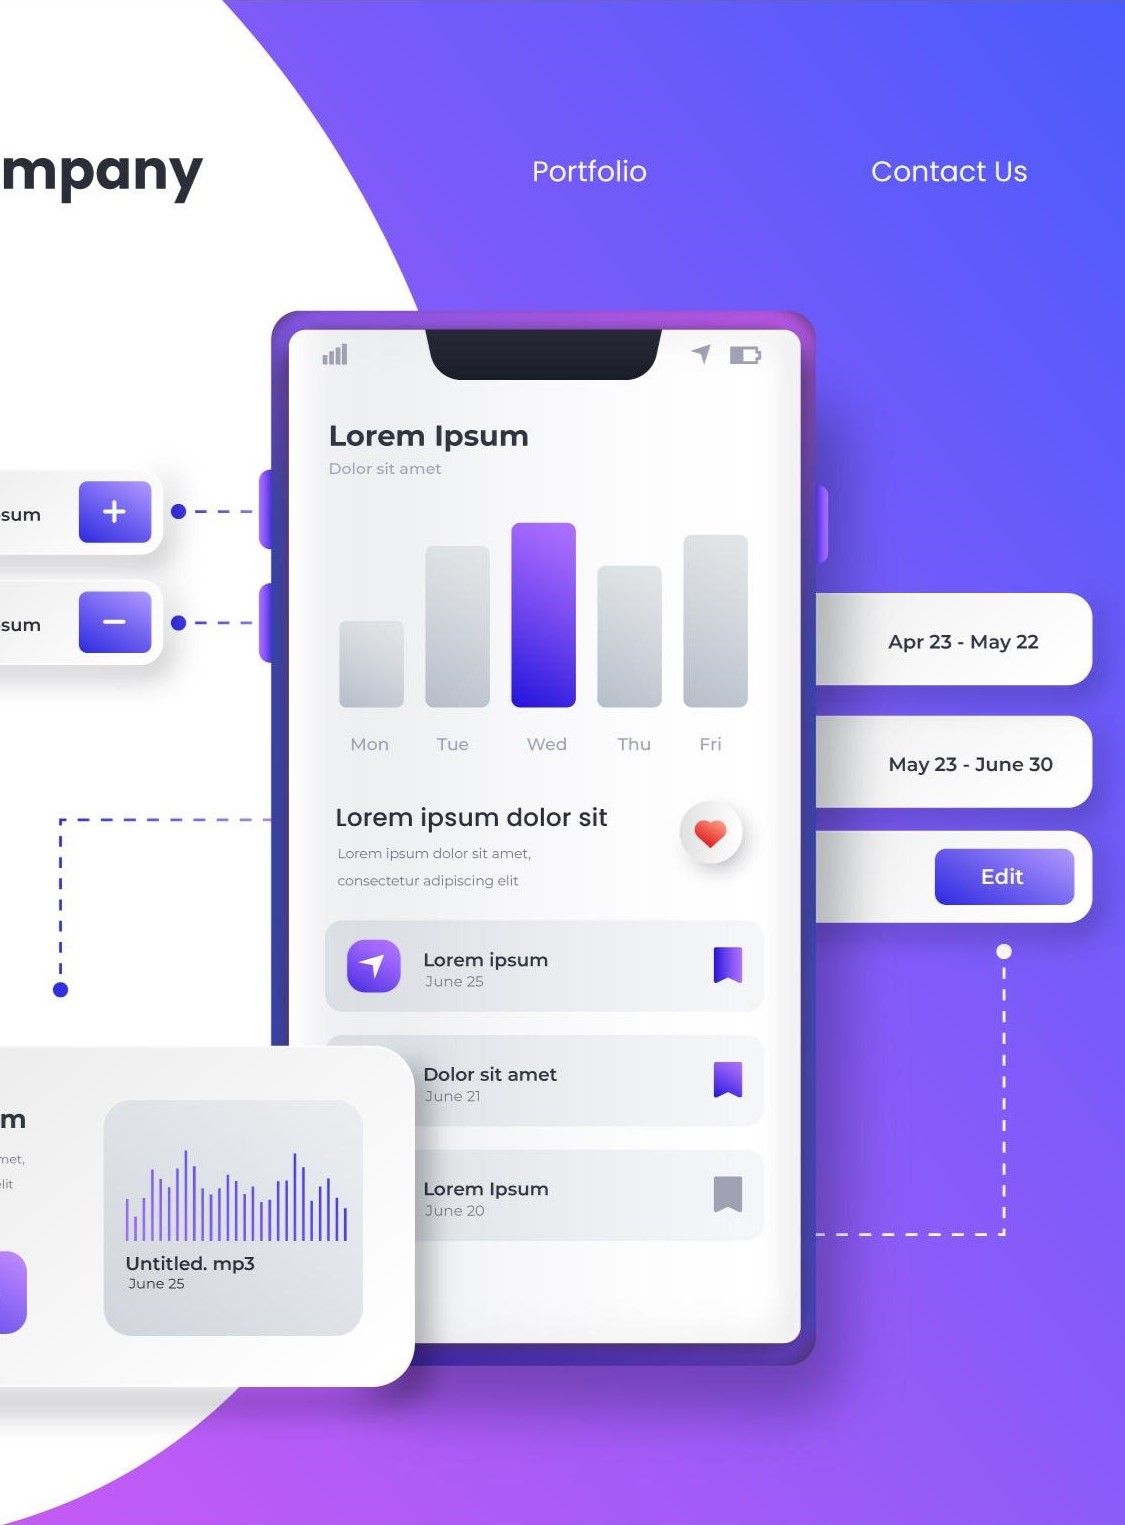 mpany
Portfolio
Contact Us
Lorem Ipsum
Dolor sit amet
sum
sum
Mon Tue Wed Thu Fri
Apr 23 - May 22
May 23 - June 30
Edit
Lorem ipsum dolor sit
Lorem ipsum dolor sit amet,
consectetur adipiscing elit
Lorem ipsum
June 25
Dolor sit amet
June 21
Lorem Ipsum
June 20
m
met,
elit
Untitled. mp3
June 25